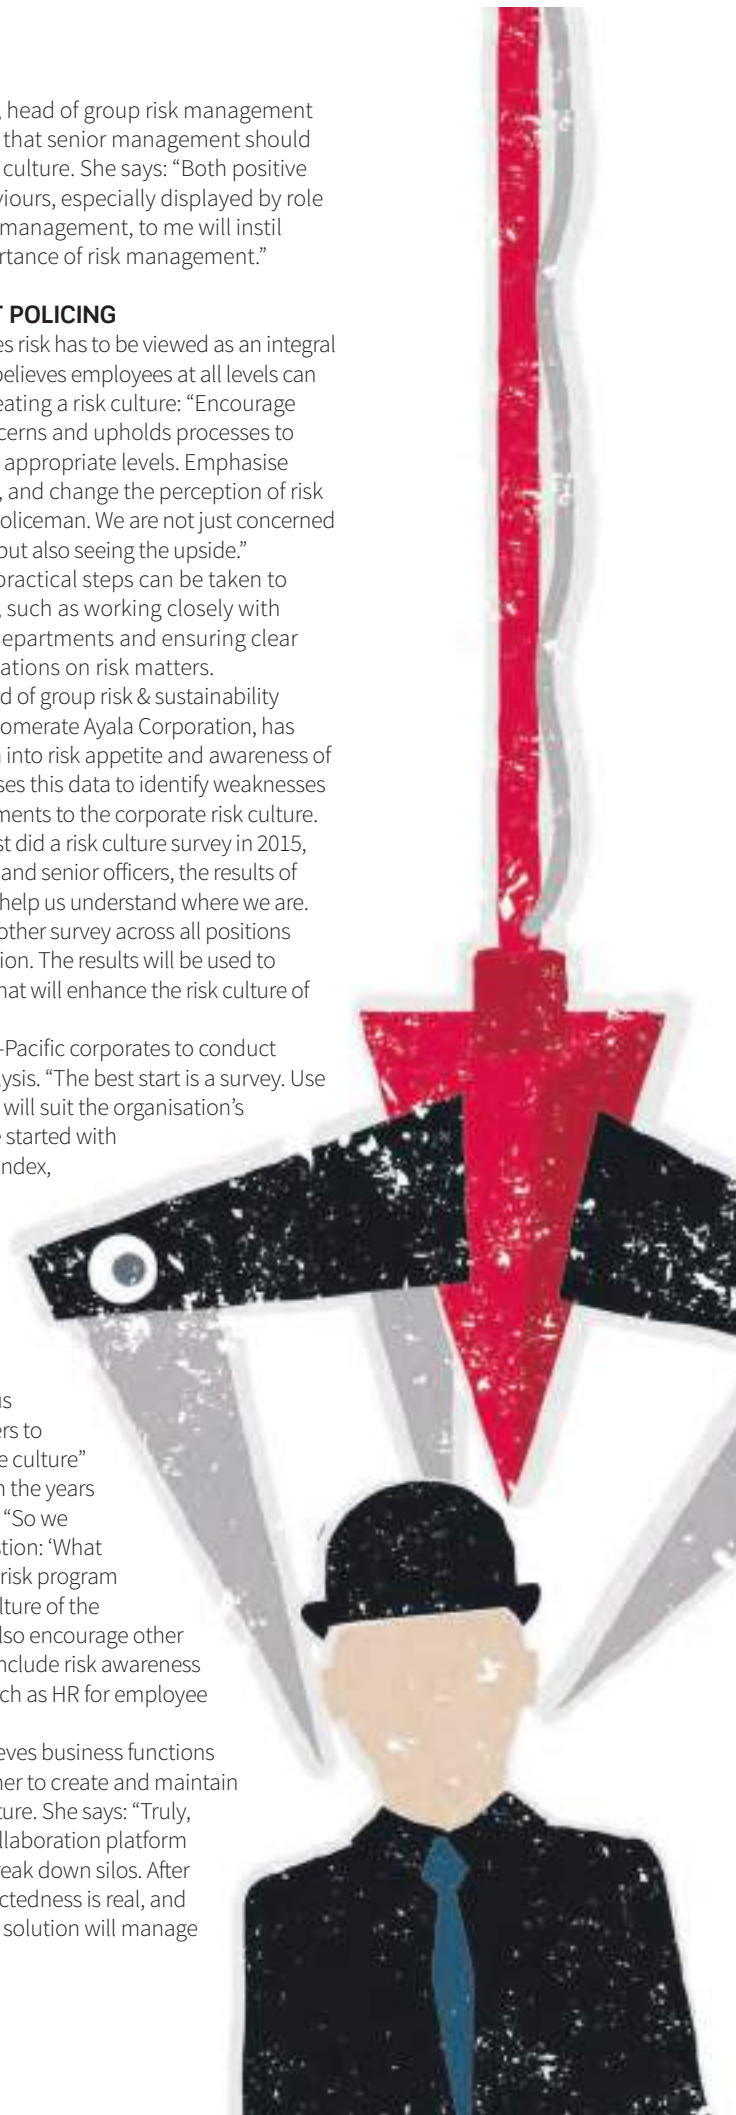 , head of group risk management
that senior management should
culture. She says: “Both positive
viours, especially displayed by role
management, to me will instil
rtance of risk management.”
T POLICING
es risk has to be viewed as an integral
believes employees at all levels can
eating a risk culture: “Encourage
cerns and upholds processes to
appropriate levels. Emphasise
, and change the perception of risk
oliceman. We are not just concerned
but also seeing the upside.”
practical steps can be taken to
, such as working closely with
epartments and ensuring clear
ations on risk matters.
d of group risk & sustainability
omerate Ayala Corporation, has
into risk appetite and awareness of
ses this data to identify weaknesses
ments to the corporate risk culture.
st did a risk culture survey in 2015,
and senior officers, the results of
help us understand where we are.
other survey across all positions
ion. The results will be used to
hat will enhance the risk culture of
-Pacific corporates to conduct
lysis. “The best start is a survey. Use
will suit the organisation’s
e started with
ndex,
us
ers to
e culture”
n the years
“So we
stion: ‘What
risk program
lture of the
lso encourage other
nclude risk awareness
ch as HR for employee
eves business functions
her to create and maintain
ture. She says: “Truly,
llaboration platform
reak down silos. After
ctedness is real, and
solution will manage